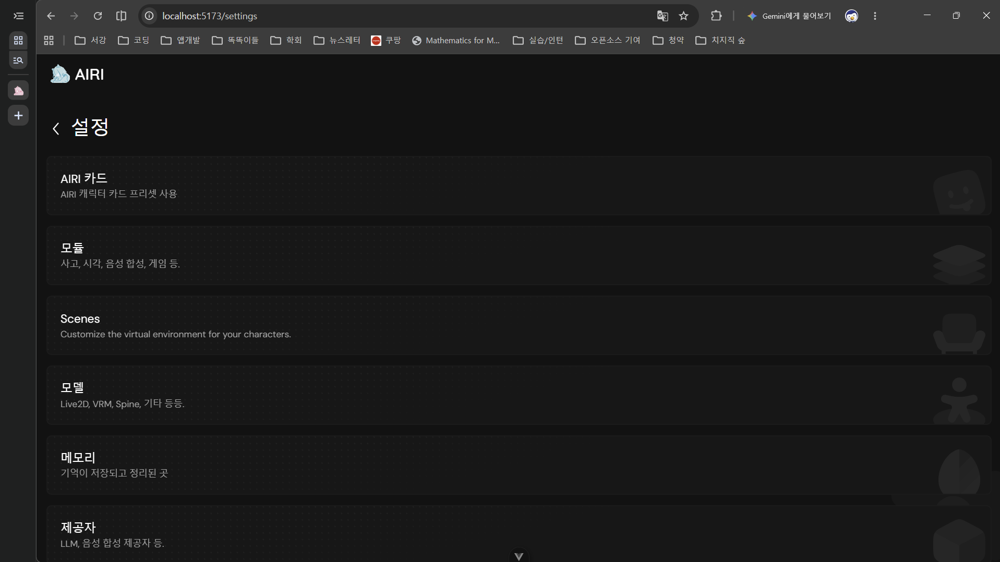 localhost:5173/settings
Gemini에게 물어보기
서강
코딩
앱개발
똑똑이들
학회
뉴스레터
쿠팡
Mathematics for M...
실습/인턴
오픈소스 기여
청약
치지직 숲
AIRI
설정
AIRI 카드
AIRI 캐릭터 카드 프리셋 사용
모듈
사고, 시각, 음성 합성, 게임 등.
Scenes
Customize the virtual environment for your characters.
모델
Live2D, VRM, Spine, 기타 등등.
메모리
기억이 저장되고 정리된 곳
제공자
LLM, 음성 합성 제공자 등.